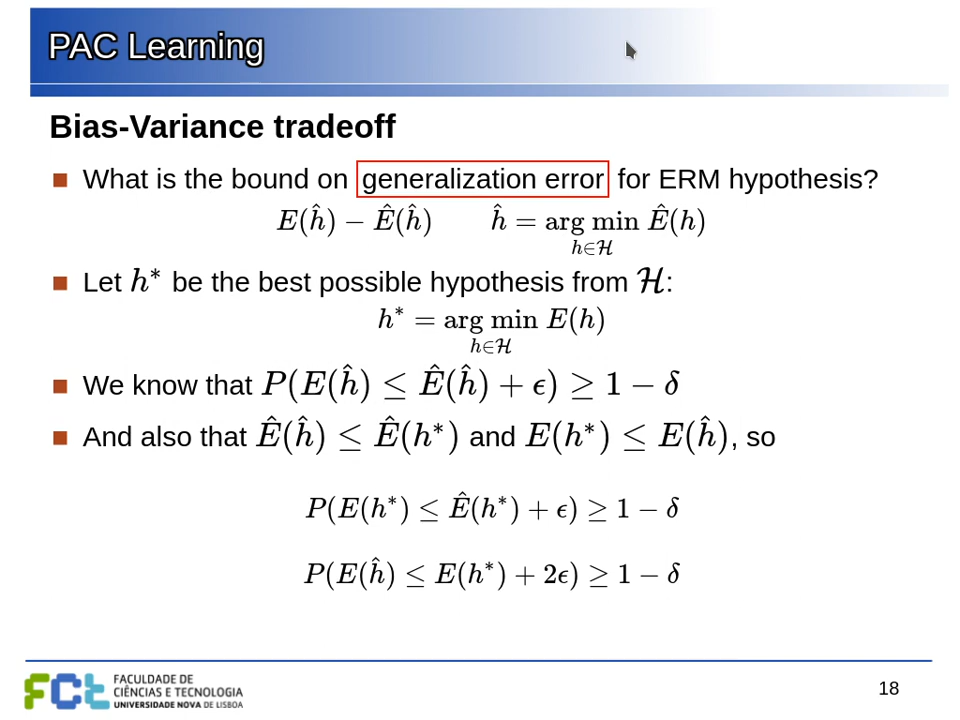 PAC Learning
Bias-Variance tradeoff
What is the bound on generalization error for ERM hypothesis?
E(ĥ) − Ê(ĥ)    ĥ = arg min Ê(h)
h∈ℋ
Let h* be the best possible hypothesis from ℋ:
h* = arg min E(h)
h∈ℋ
We know that P(E(ĥ) ≤ Ê(ĥ) + ϵ) ≥ 1 − δ
And also that Ê(ĥ) ≤ Ê(h*) and E(h*) ≤ E(ĥ), so
P(E(h*) ≤ Ê(h*) + ϵ) ≥ 1 − δ
P(E(ĥ) ≤ E(h*) + 2ϵ) ≥ 1 − δ
FCt
FACULDADE DE
CIÊNCIAS E TECNOLOGIA
UNIVERSIDADE NOVA DE LISBOA
18